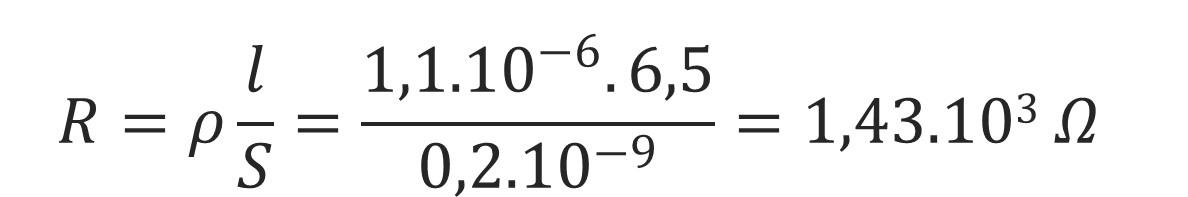 R = ρ l/S = 1,1.10⁻⁶.6,5 / 0,2.10⁻⁹ = 1,43.10³ Ω